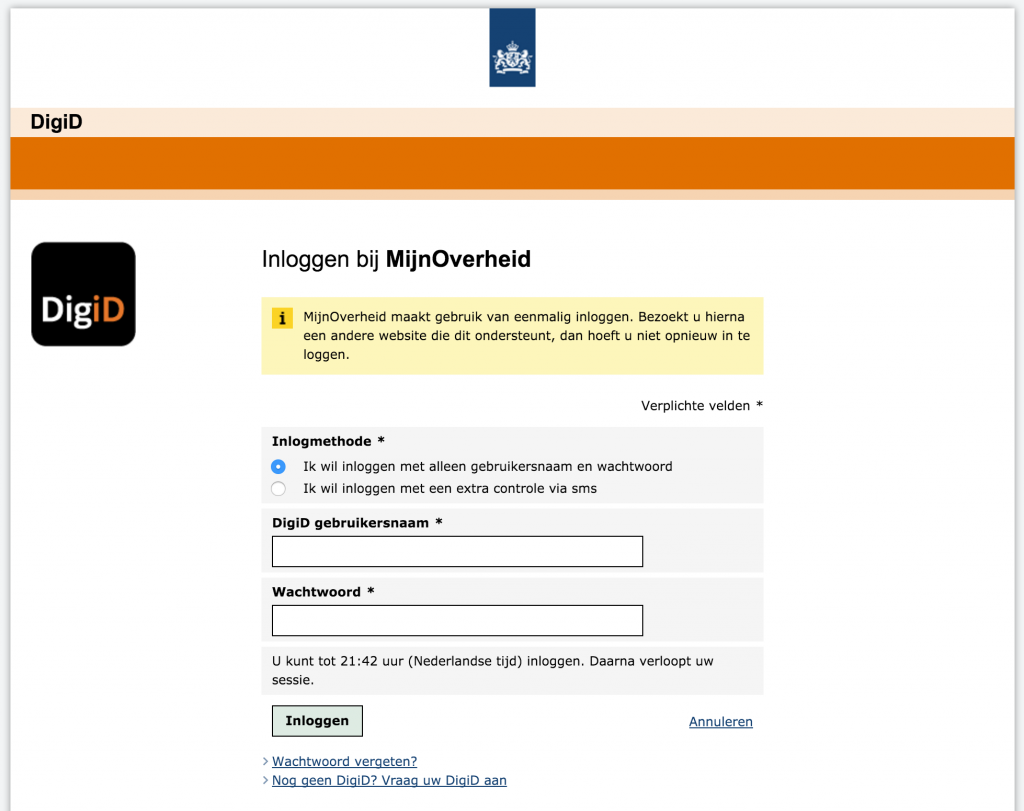 DigiD
DigiD
Inloggen bij MijnOverheid
i
MijnOverheid maakt gebruik van eenmalig inloggen. Bezoekt u hierna
een andere website die dit ondersteunt, dan hoeft u niet opnieuw in te
loggen.
Verplichte velden *
Inlogmethode *
Ik wil inloggen met alleen gebruikersnaam en wachtwoord
Ik wil inloggen met een extra controle via sms
DigiD gebruikersnaam *
Wachtwoord *
U kunt tot 21:42 uur (Nederlandse tijd) inloggen. Daarna verloopt uw
sessie.
Inloggen
Annuleren
Wachtwoord vergeten?
Nog geen DigiD? Vraag uw DigiD aan